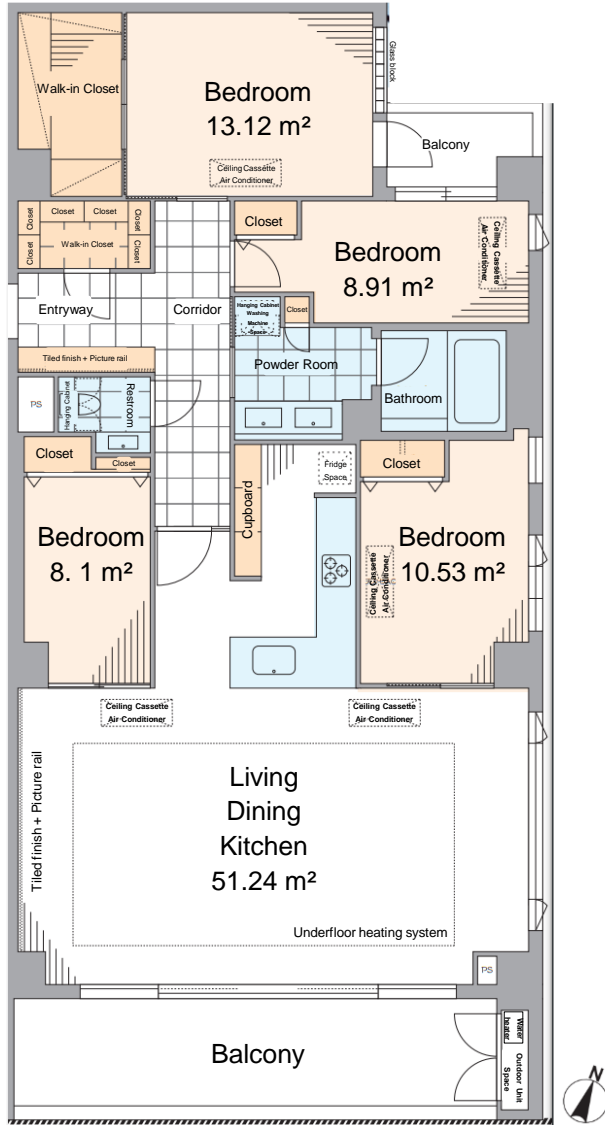 Walk-in Closet
Bedroom
13.12 m²
Glass block
Ceiling Cassette
Air Conditioner
Balcony
Closet
Closet
Closet
Closet
Closet
Closet
Walk-in Closet
Closet
Bedroom
8.91 m²
Ceiling Cassette
Air Conditioner
Entryway
Corridor
Hanging Cabinet
Washing
Machine
Space
Closet
Tiled finish + Picture rail
Powder Room
Bathroom
PS
Hanging Cabinet
Restroom
Closet
Closet
Cupboard
Fridge
Space
Closet
Bedroom
8. 1 m²
Bedroom
10.53 m²
Ceiling Cassette
Air Conditioner
Ceiling Cassette
Air Conditioner
Ceiling Cassette
Air Conditioner
Tiled finish + Picture rail
Living
Dining
Kitchen
51.24 m²
Underfloor heating system
PS
Balcony
Water
heater
Outdoor Unit
Space
N